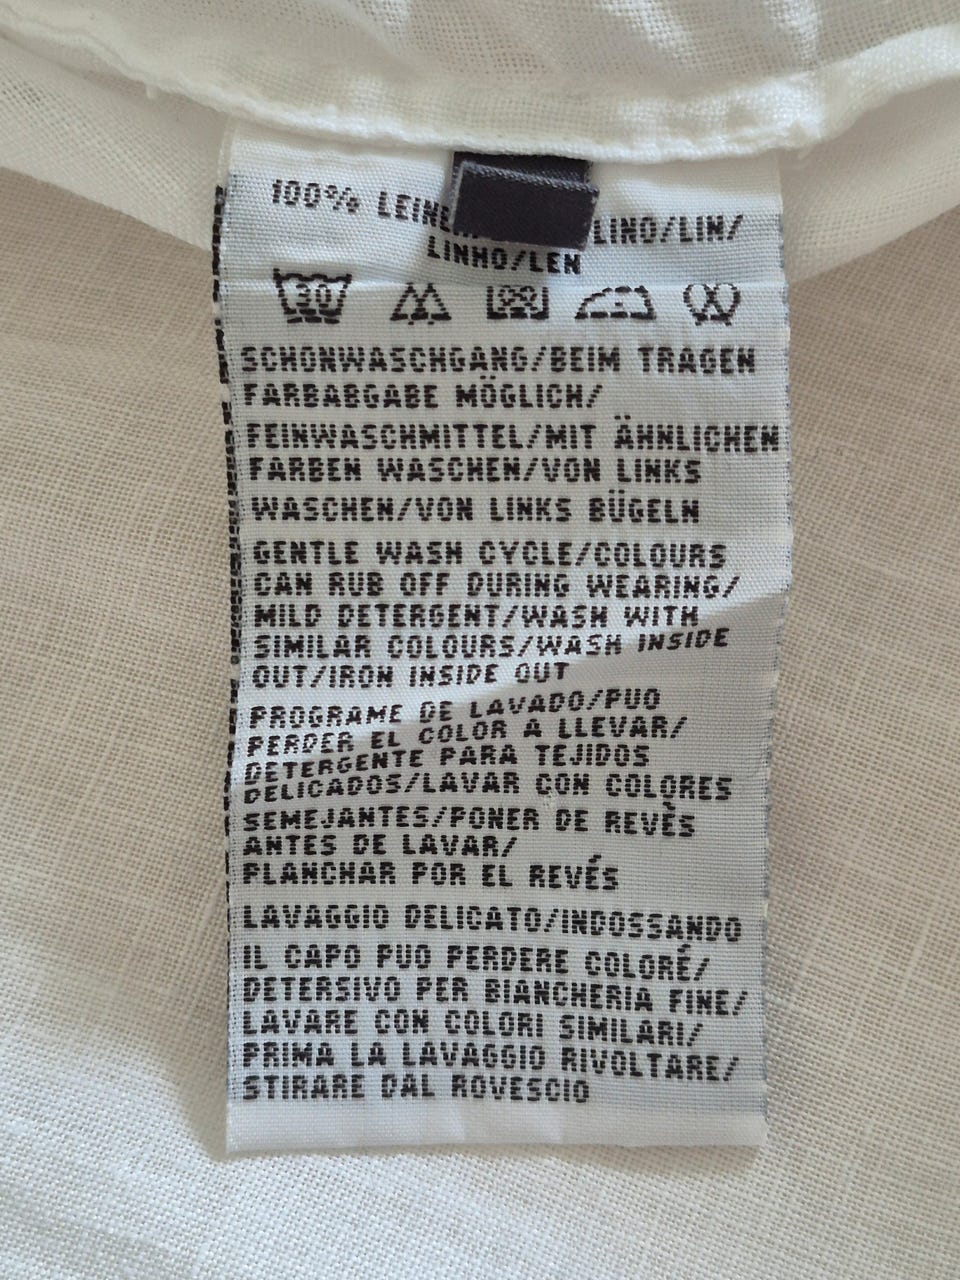 100% LEINE LINO/LIN/
LINHO/LEN
30
SCHONWASCHGANG/BEIM TRAGEN
FARBABGABE MÖGLICH/
FEINWASCHMITTEL/MIT ÄHNLICHEN
FARBEN WASCHEN/VON LINKS
WASCHEN/VON LINKS BÜGELN
GENTLE WASH CYCLE/COLOURS
CAN RUB OFF DURING WEARING/
MILD DETERGENT/WASH WITH
SIMILAR COLOURS/WASH INSIDE
OUT/IRON INSIDE OUT
PROGRAME DE LAVADO/PUO
PERDER EL COLOR A LLEVAR/
DETERGENTE PARA TEJIDOS
DELICADOS/LAVAR CON COLORES
SEMEJANTES/PONER DE REVÈS
ANTES DE LAVAR/
PLANCHAR POR EL REVÉS
LAVAGGIO DELICATO/INDOSSANDO
IL CAPO PUO PERDERE COLORÉ/
DETERSIVO PER BIANCHERIA FINE/
LAVARE CON COLORI SIMILARI/
PRIMA LA LAVAGGIO RIVOLTARE/
STIRARE DAL ROVESCIO